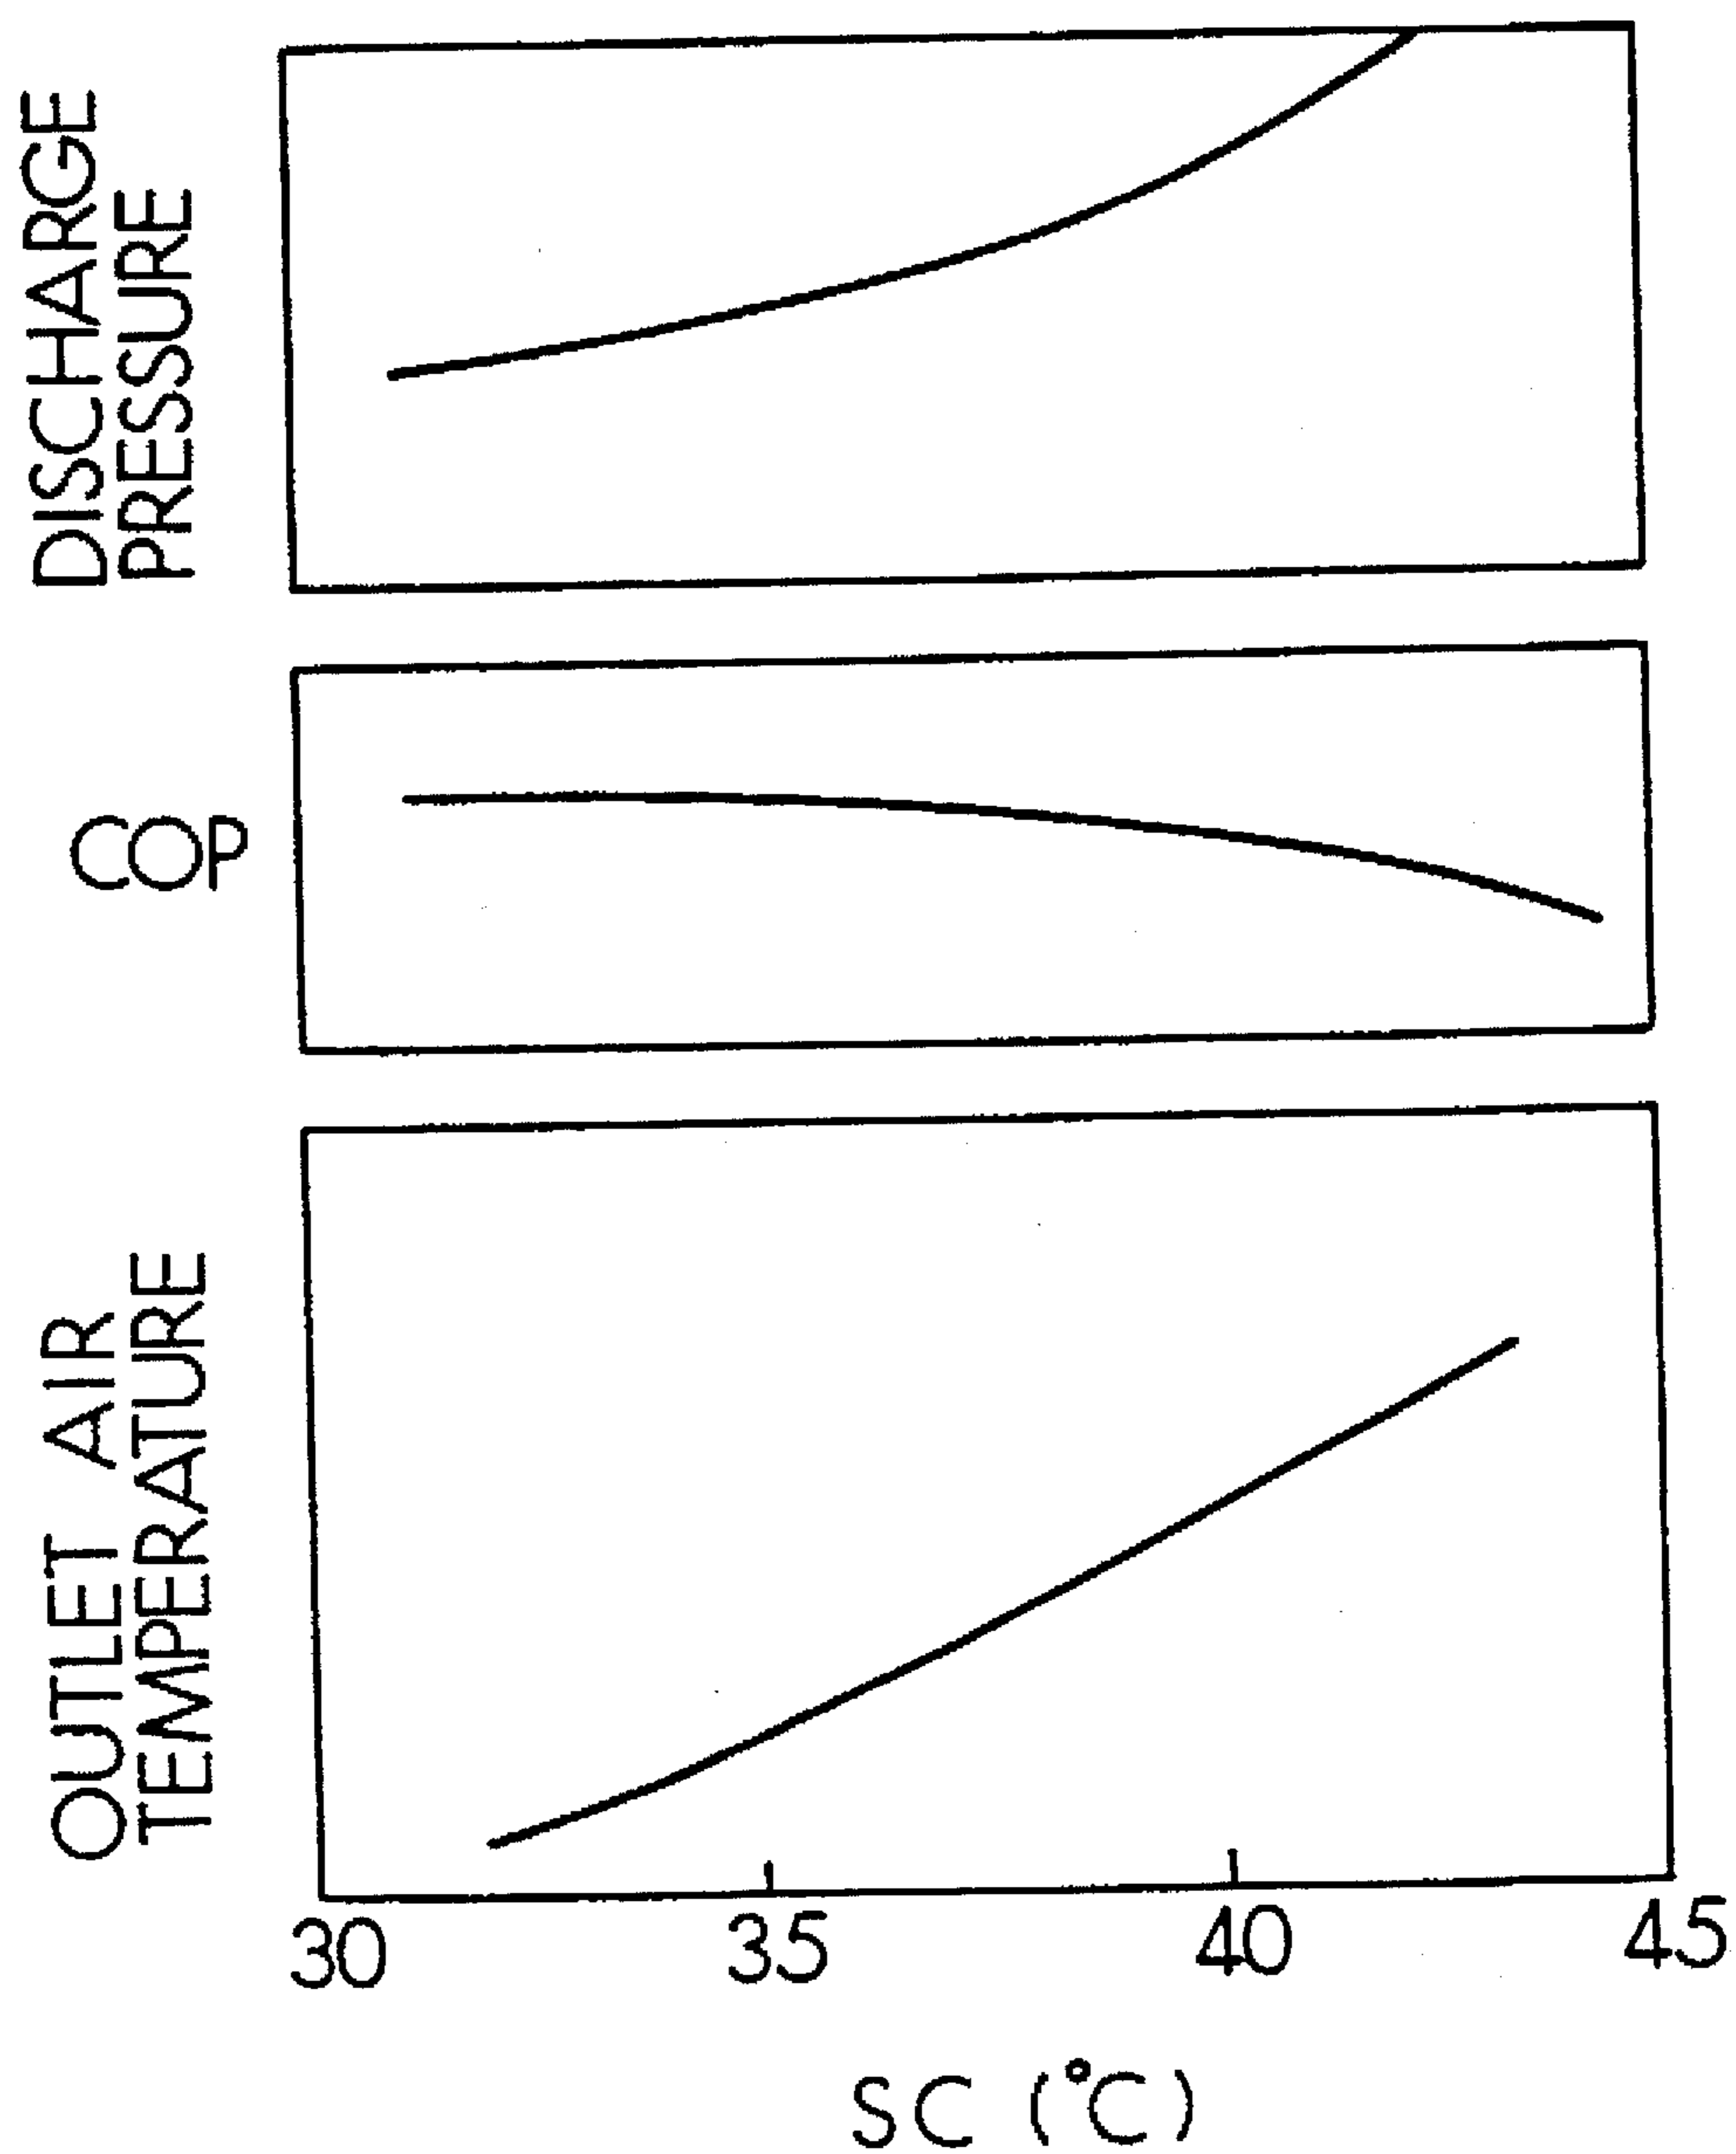 DISCHARGE
PRESSURE
COP
OUTLET AIR
TEMPERATURE
30 35 40 45
SC (°C)